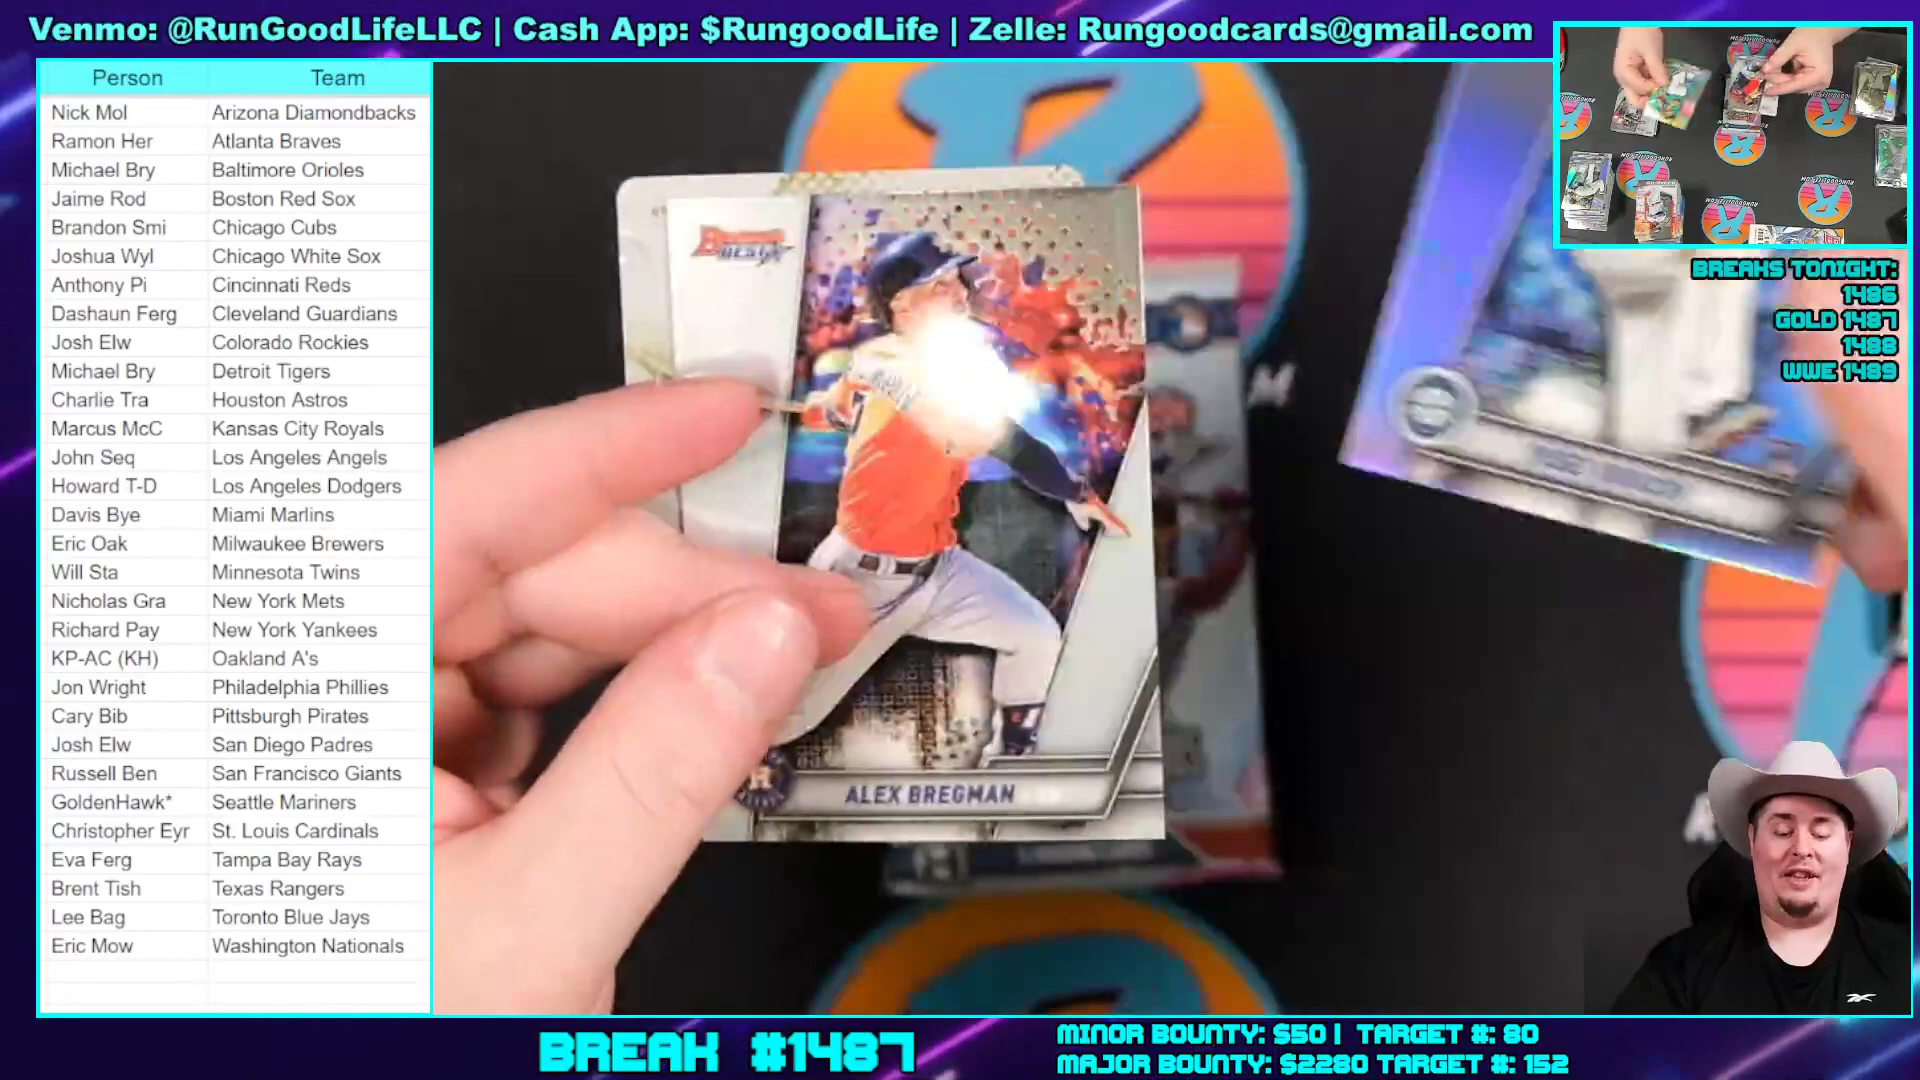 Venmo: @RunGoodLifeLLC | Cash App: $RungoodLife | Zelle: Rungoodcards@gmail.com
Person Team
Nick Mol Arizona Diamondbacks
Ramon Her Atlanta Braves
Michael Bry Baltimore Orioles
Jaime Rod Boston Red Sox
Brandon Smi Chicago Cubs
Joshua Wyl Chicago White Sox
Anthony Pi Cincinnati Reds
Dashaun Ferg Cleveland Guardians
Josh Elw Colorado Rockies
Michael Bry Detroit Tigers
Charlie Tra Houston Astros
Marcus McC Kansas City Royals
John Seq Los Angeles Angels
Howard T-D Los Angeles Dodgers
Davis Bye Miami Marlins
Eric Oak Milwaukee Brewers
Will Sta Minnesota Twins
Nicholas Gra New York Mets
Richard Pay New York Yankees
KP-AC (KH) Oakland A's
Jon Wright Philadelphia Phillies
Cary Bib Pittsburgh Pirates
Josh Elw San Diego Padres
Russell Ben San Francisco Giants
GoldenHawk* Seattle Mariners
Christopher Eyr St. Louis Cardinals
Eva Ferg Tampa Bay Rays
Brent Tish Texas Rangers
Lee Bag Toronto Blue Jays
Eric Mow Washington Nationals
BOWMAN'S
BEST
ALEX BREGMAN
BREAKS TONIGHT:
1486
GOLD 1487
1488
WWE 1489
BREAK #1487
MINOR BOUNTY: $50 | TARGET #: 80
MAJOR BOUNTY: $2280 TARGET #: 152